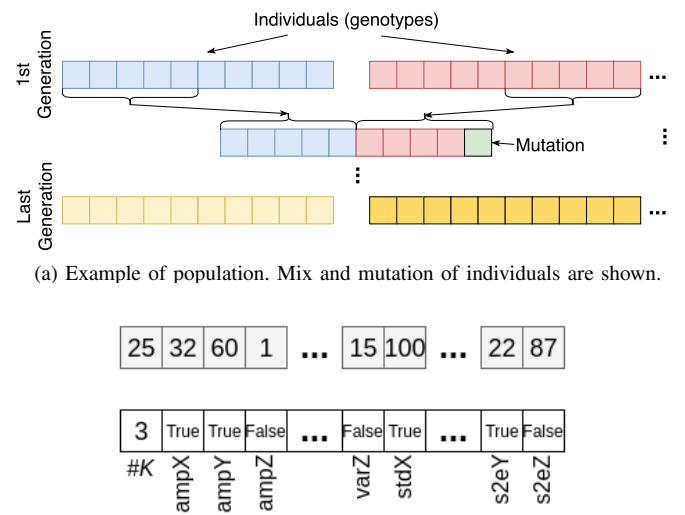 Individuals (genotypes)
1st
Generation
...
Mutation
...
...
Last
Generation
...
(a) Example of population. Mix and mutation of individuals are shown.
25 32 60 1 ... 15 100 ... 22 87
3 True True False ... False True ... True False
#K ampX ampY ampZ varZ stdX s2eY s2eZ